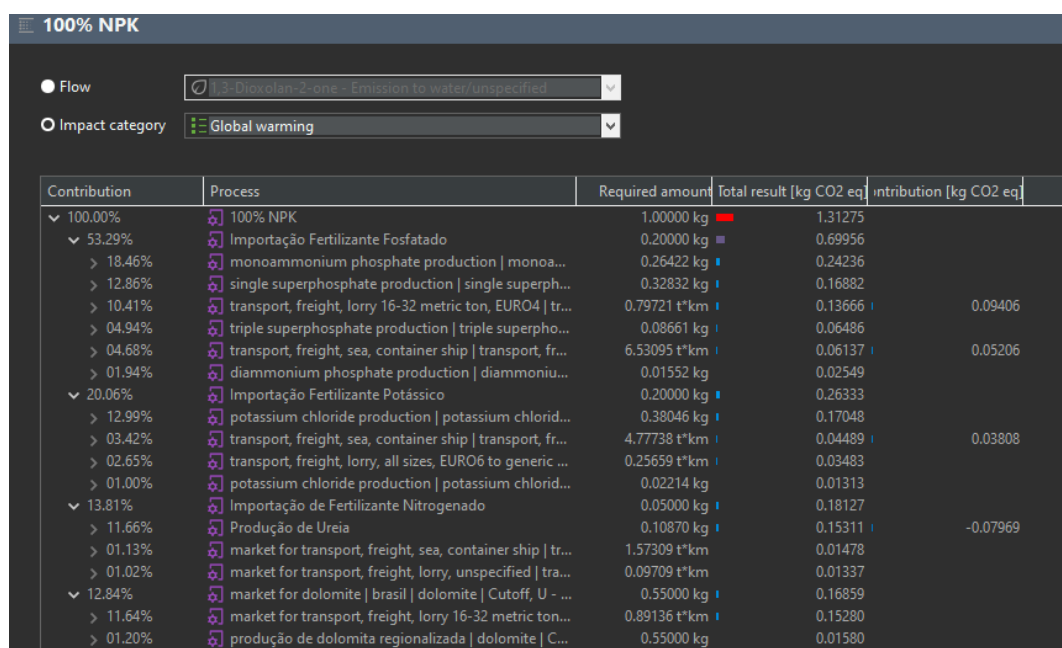 100% NPK
Flow 1,3-Dioxolan-2-one - Emission to water/unspecified
Impact category Global warming
Contribution Process Required amount Total result [kg CO2 eq] ntribution [kg CO2 eq]
100.00% 100% NPK 1.00000 kg 1.31275
53.29% Importação Fertilizante Fosfatado 0.20000 kg 0.69956
18.46% monoammonium phosphate production | monoa... 0.26422 kg 0.24236
12.86% single superphosphate production | single superph... 0.32832 kg 0.16882
10.41% transport, freight, lorry 16-32 metric ton, EURO4 | tr... 0.79721 t*km 0.13666 0.09406
04.94% triple superphosphate production | triple superpho... 0.08661 kg 0.06486
04.68% transport, freight, sea, container ship | transport, fr... 6.53095 t*km 0.06137 0.05206
01.94% diammonium phosphate production | diammoniu... 0.01552 kg 0.02549
20.06% Importação Fertilizante Potássico 0.20000 kg 0.26333
12.99% potassium chloride production | potassium chlorid... 0.38046 kg 0.17048
03.42% transport, freight, sea, container ship | transport, fr... 4.77738 t*km 0.04489 0.03808
02.65% transport, freight, lorry, all sizes, EURO6 to generic ... 0.25659 t*km 0.03483
01.00% potassium chloride production | potassium chlorid... 0.02214 kg 0.01313
13.81% Importação de Fertilizante Nitrogenado 0.05000 kg 0.18127
11.66% Produção de Ureia 0.10870 kg 0.15311 -0.07969
01.13% market for transport, freight, sea, container ship | tr... 1.57309 t*km 0.01478
01.02% market for transport, freight, lorry, unspecified | tra... 0.09709 t*km 0.01337
12.84% market for dolomite | brasil | dolomite | Cutoff, U - ... 0.55000 kg 0.16859
11.64% market for transport, freight, lorry 16-32 metric ton... 0.89136 t*km 0.15280
01.20% produção de dolomita regionalizada | dolomite | C... 0.55000 kg 0.01580